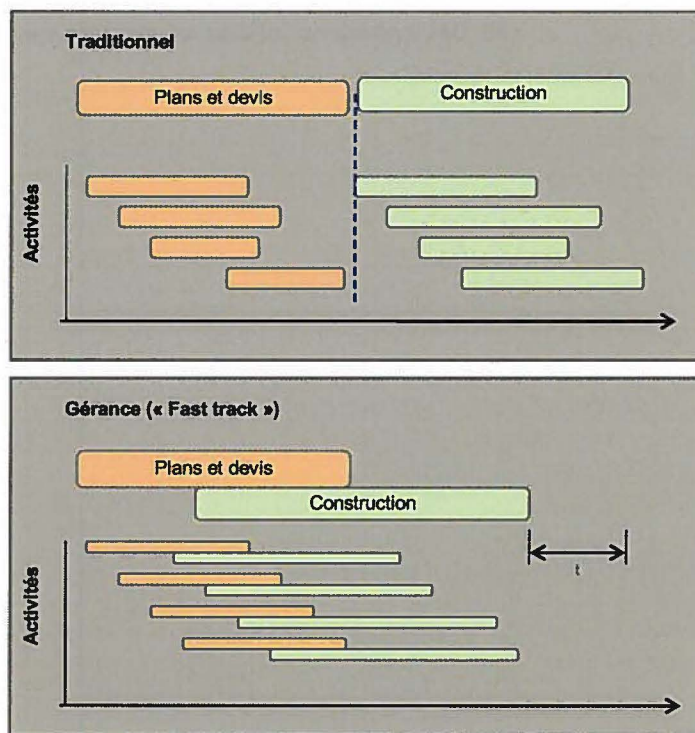 Traditionnel
Plans et devis
Construction
Activités
Gérance (« Fast track »)
Plans et devis
Construction
t
Activités